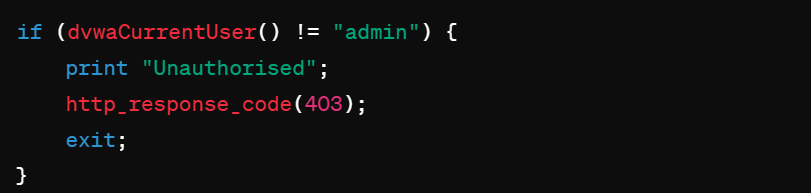 if (dvwaCurrentUser() != "admin") {
    print "Unauthorised";
    http_response_code(403);
    exit;
}